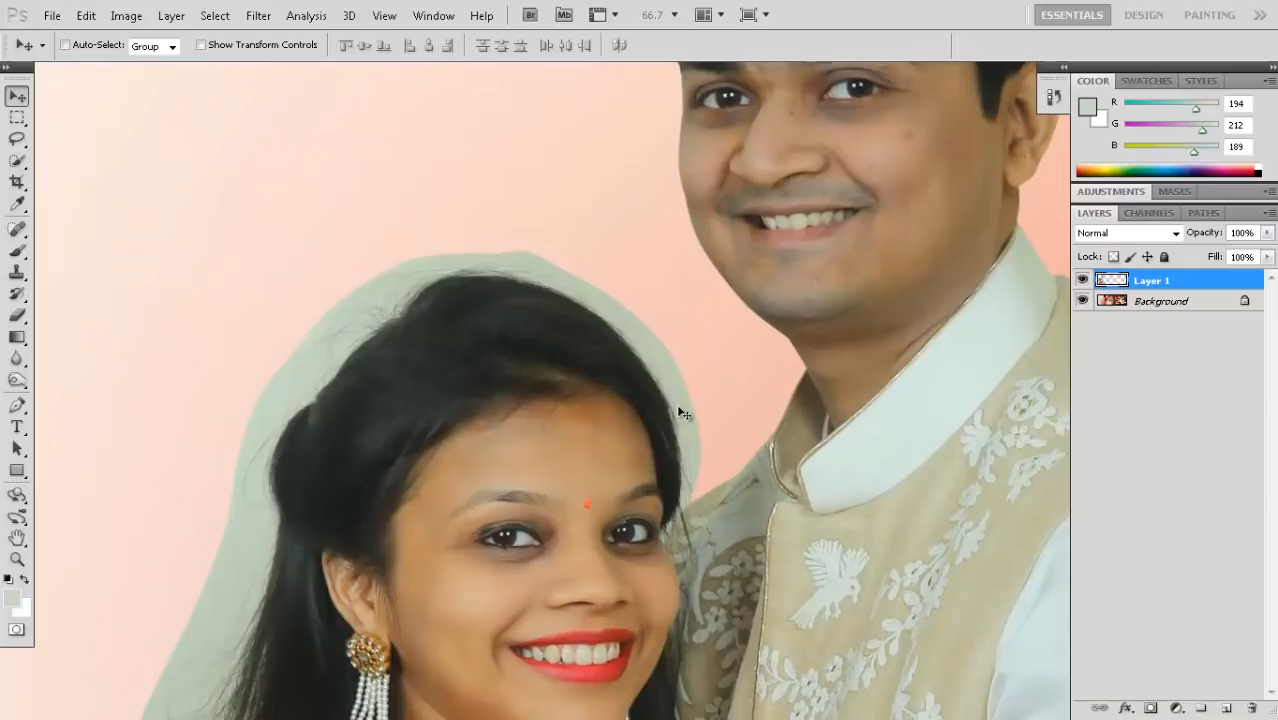 Ps File Edit Image Layer Select Filter Analysis 3D View Window Help Br Mb 66.7 ESSENTIALS DESIGN PAINTING
Auto-Select: Group Show Transform Controls
COLOR SWATCHES STYLES
R 194
G 212
B 189
ADJUSTMENTS MASKS
LAYERS CHANNELS PATHS
Normal Opacity: 100%
Lock: Fill: 100%
Layer 1
Background
T
fx